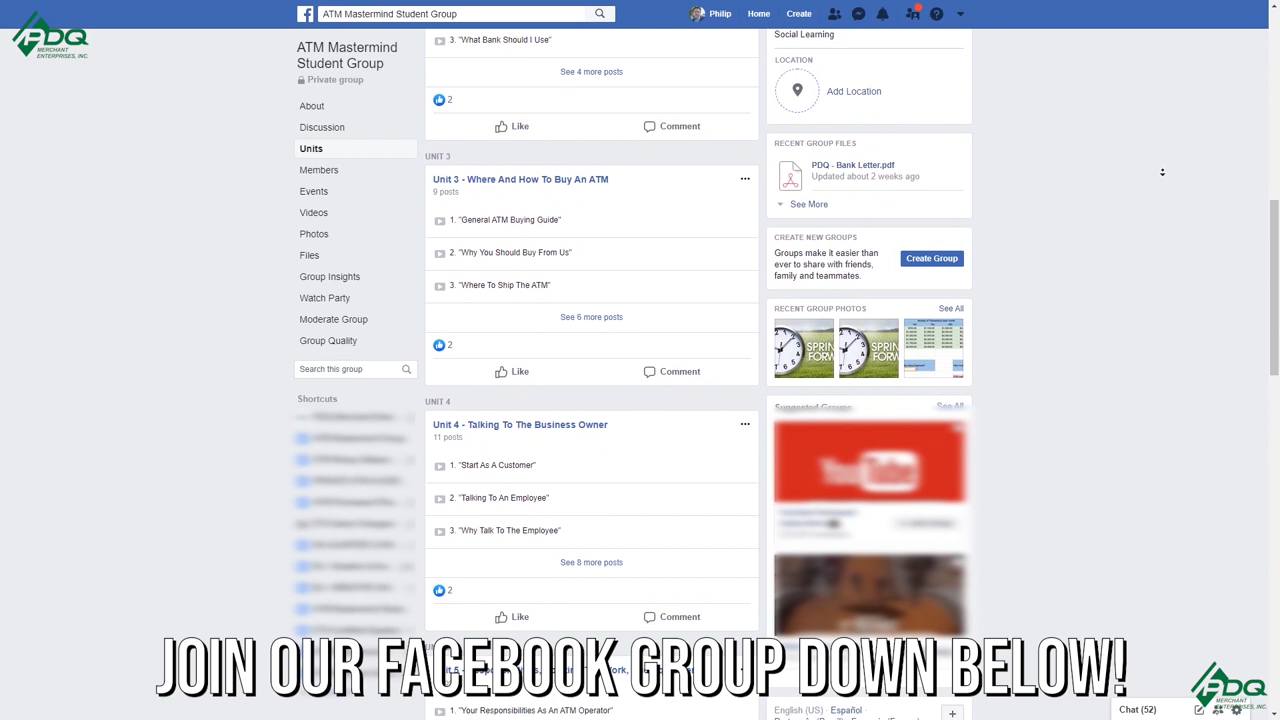 PDQ
MERCHANT
ENTERPRISES, INC.
ATM Mastermind Student Group
Philip
Home
Create
ATM Mastermind
Student Group
Private group
About
Discussion
Units
Members
Events
Videos
Photos
Files
Group Insights
Watch Party
Moderate Group
Group Quality
Search this group
Shortcuts
3. "What Bank Should I Use"
See 4 more posts
2
Like
Comment
UNIT 3
Unit 3 - Where And How To Buy An ATM
9 posts
1. "General ATM Buying Guide"
2. "Why You Should Buy From Us"
3. "Where To Ship The ATM"
See 6 more posts
2
Like
Comment
UNIT 4
Unit 4 - Talking To The Business Owner
11 posts
1. "Start As A Customer"
2. "Talking To An Employee"
3. "Why Talk To The Employee"
See 8 more posts
2
Like
Comment
1. "Your Responsibilities As An ATM Operator"
Social Learning
LOCATION
Add Location
RECENT GROUP FILES
PDQ - Bank Letter.pdf
Updated about 2 weeks ago
See More
CREATE NEW GROUPS
Groups make it easier than
ever to share with friends,
family and teammates.
Create Group
RECENT GROUP PHOTOS
See All
SPRING
FORW
SPRING
FORW
Suggested Groups
See All
YouTube
English (US) · Español ·
JOIN OUR FACEBOOK GROUP DOWN BELOW!
Chat (52)
PDQ
MERCHANT
ENTERPRISES, INC.